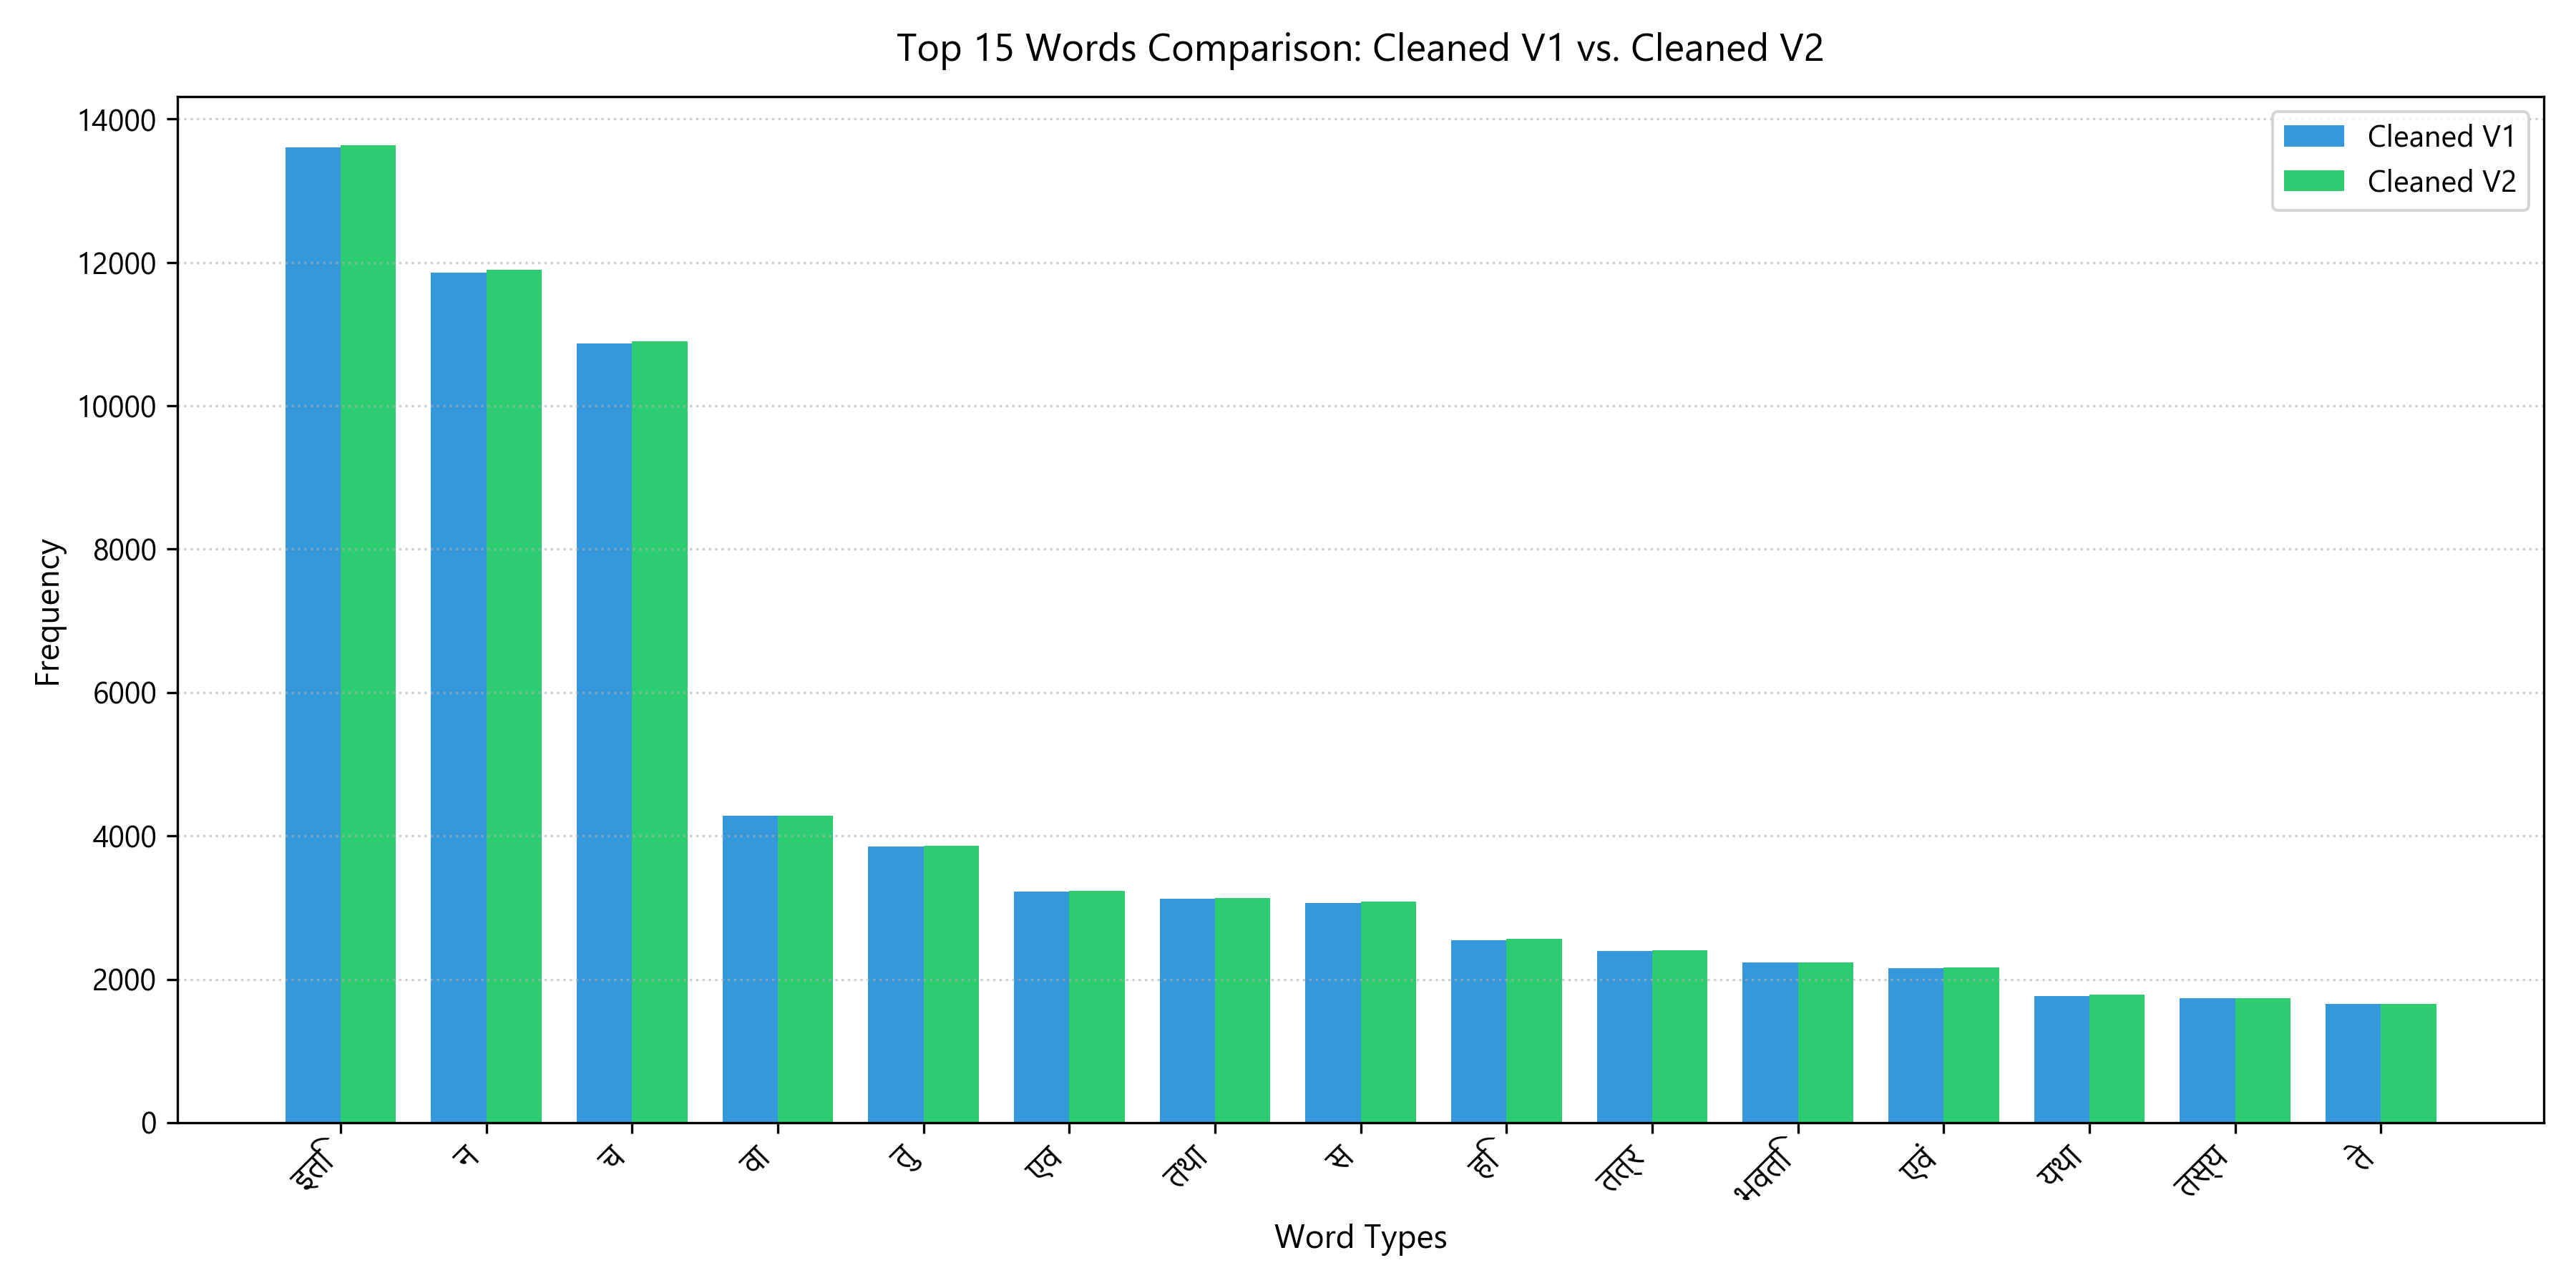 Top 15 Words Comparison: Cleaned V1 vs. Cleaned V2
Cleaned V1
Cleaned V2
Frequency
14000
12000
10000
8000
6000
4000
2000
0
इति न च वा तु एव तथा स हि तत्र भवति एवं यथा तस्य ते
Word Types